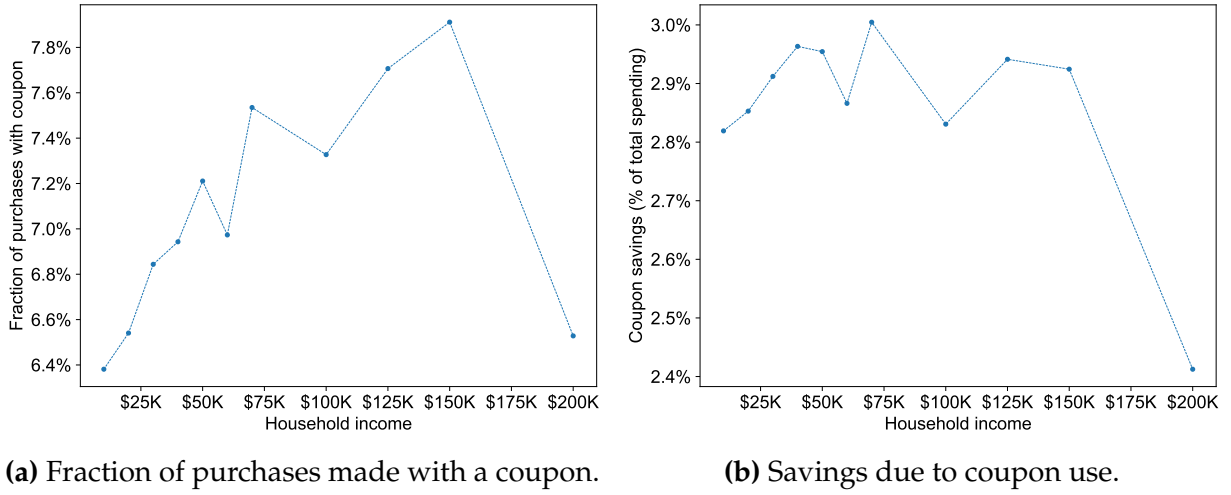 Fraction of purchases with coupon
7.8%
7.6%
7.4%
7.2%
7.0%
6.8%
6.6%
6.4%
$25K $50K $75K $100K $125K $150K $175K $200K
Household income
(a) Fraction of purchases made with a coupon.
Coupon savings (% of total spending)
3.0%
2.9%
2.8%
2.7%
2.6%
2.5%
2.4%
$25K $50K $75K $100K $125K $150K $175K $200K
Household income
(b) Savings due to coupon use.